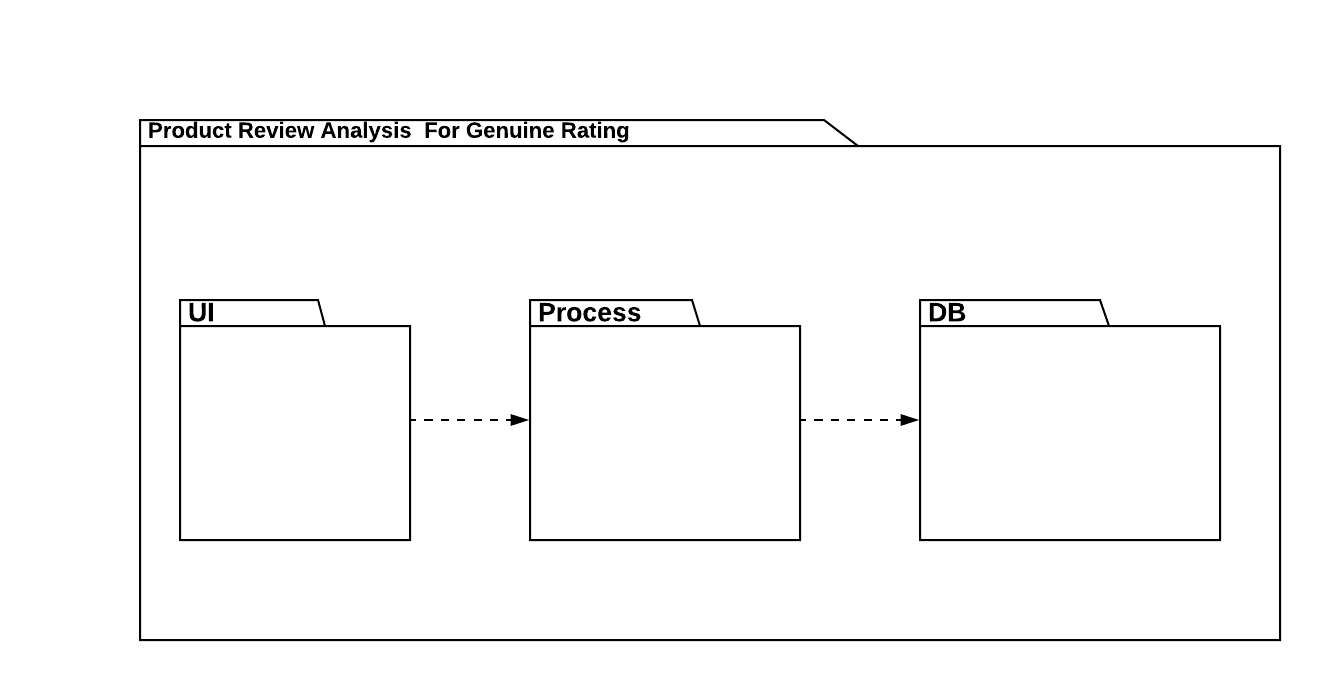 Product Review Analysis  For Genuine Rating
UI
Process
DB